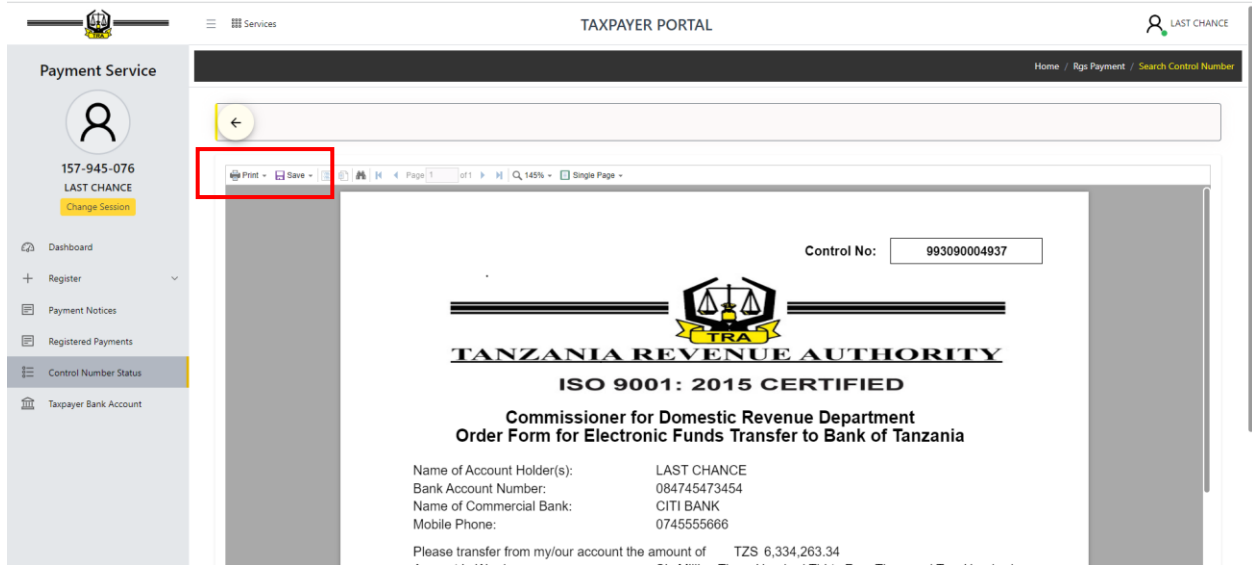 TRA
Services
TAXPAYER PORTAL
LAST CHANCE
Payment Service
Home / Rgs Payment / Search Control Number
157-945-076
LAST CHANCE
Change Session
Dashboard
Register
Payment Notices
Registered Payments
Control Number Status
Taxpayer Bank Account
Print
Save
Page 1 of 1
145%
Single Page
Control No: 993090004937
TRA
TANZANIA REVENUE AUTHORITY
ISO 9001: 2015 CERTIFIED
Commissioner for Domestic Revenue Department
Order Form for Electronic Funds Transfer to Bank of Tanzania
Name of Account Holder(s): LAST CHANCE
Bank Account Number: 084745473454
Name of Commercial Bank: CITI BANK
Mobile Phone: 0745555666
Please transfer from my/our account the amount of TZS 6,334,263.34